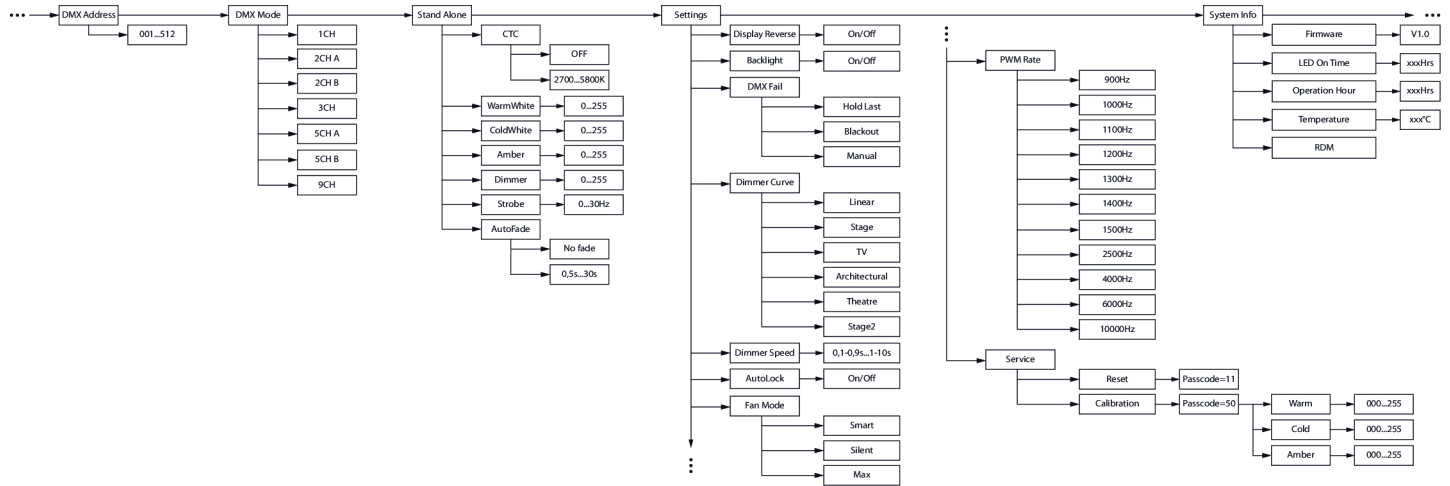 DMX Address
001...512
DMX Mode
1CH
2CH A
2CH B
3CH
5CH A
5CH B
9CH
Stand Alone
CTC
OFF
2700...5800K
WarmWhite
0...255
ColdWhite
0...255
Amber
0...255
Dimmer
0...255
Strobe
0...30Hz
AutoFade
No fade
0,5s...30s
Settings
Display Reverse
On/Off
Backlight
On/Off
DMX Fail
Hold Last
Blackout
Manual
Dimmer Curve
Linear
Stage
TV
Architectural
Theatre
Stage2
Dimmer Speed
0,1-0,9s...1-10s
AutoLock
On/Off
Fan Mode
Smart
Silent
Max
PWM Rate
900Hz
1000Hz
1100Hz
1200Hz
1300Hz
1400Hz
1500Hz
2500Hz
4000Hz
6000Hz
10000Hz
Service
Reset
Passcode=11
Calibration
Passcode=50
Warm
000...255
Cold
000...255
Amber
000...255
System Info
Firmware
V1.0
LED On Time
xxxHrs
Operation Hour
xxxHrs
Temperature
xxx°C
RDM